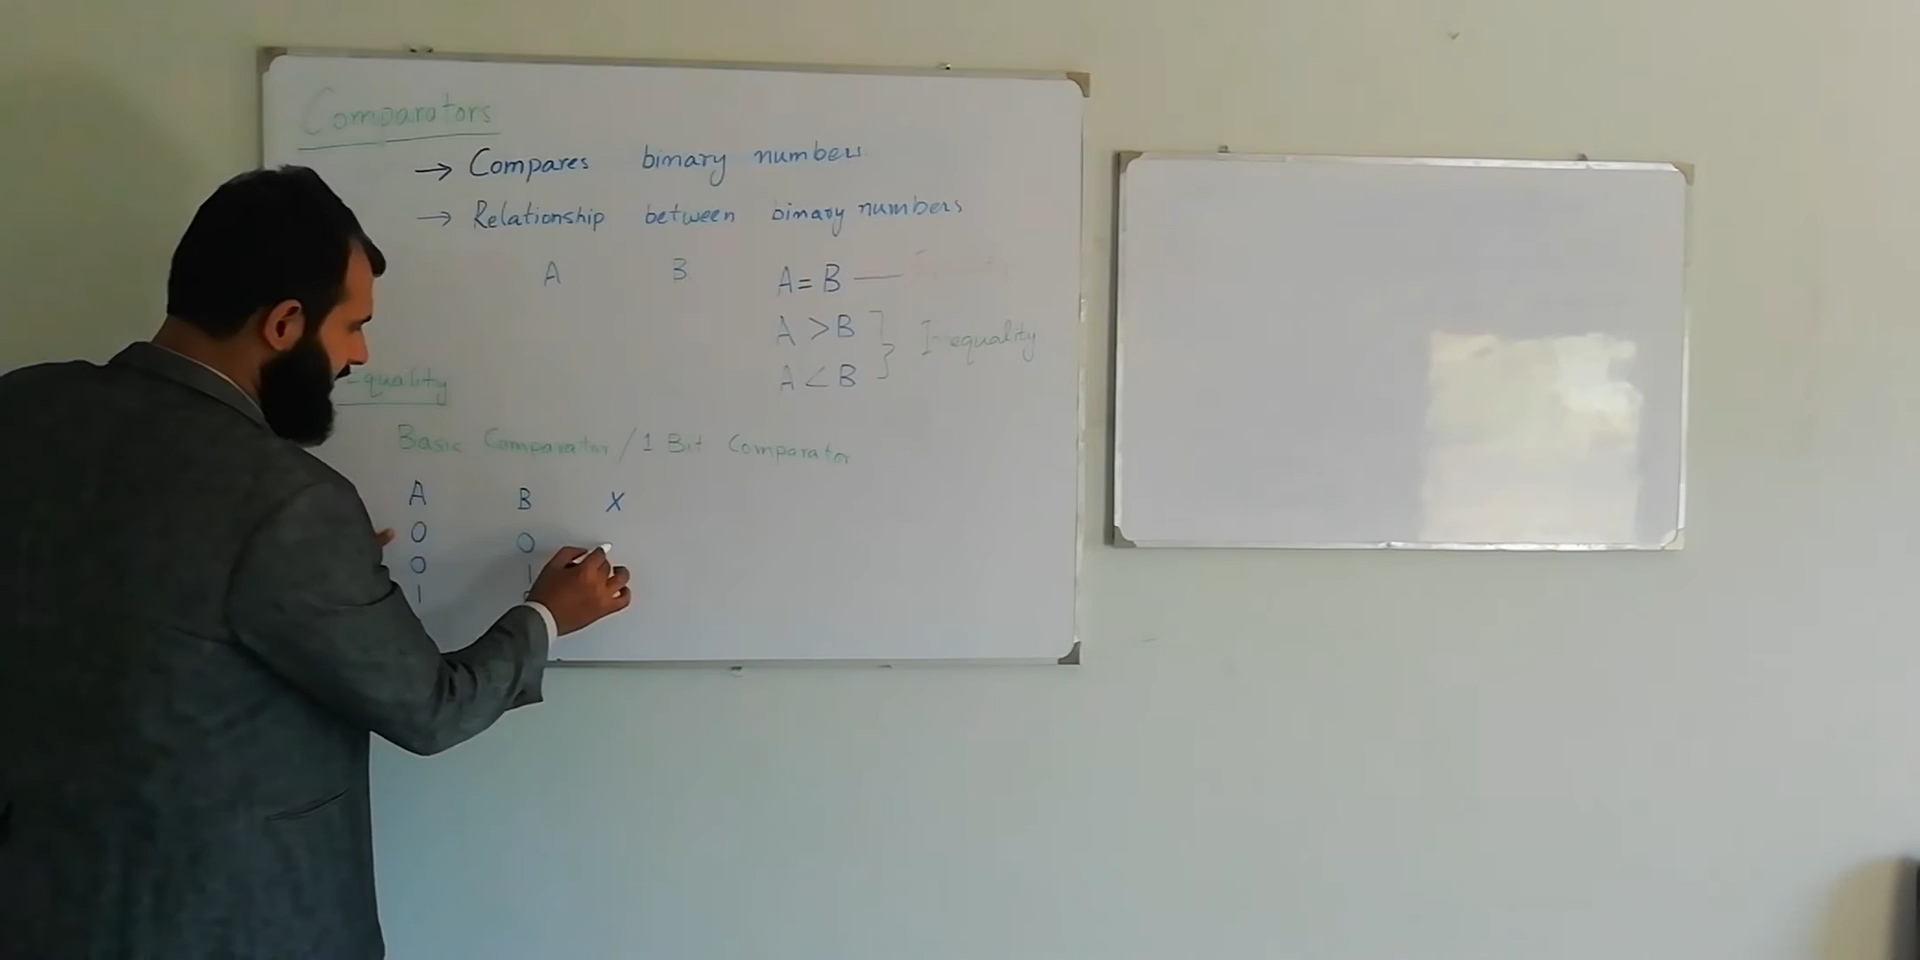 Comparators
→ Compares binary numbers
→ Relationship between binary numbers
A B A = B —
A > B
A < B } Inequality
Equality
Basic Comparator / 1 Bit Comparator
A B X
0 0
0 1
1